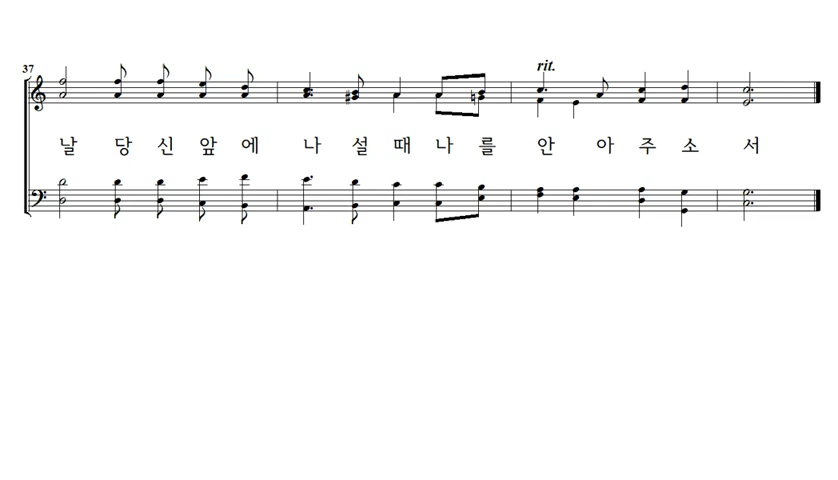 37
rit.
날 당 신 앞 에 나 설 때 나 를 안 아 주 소 서